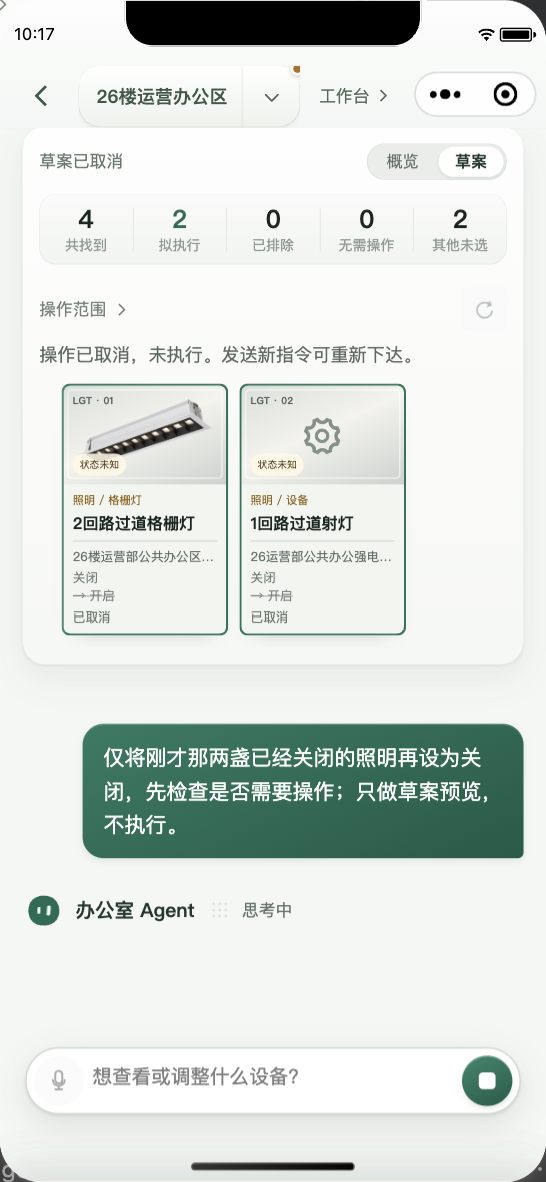 10:17
26楼运营办公区
工作台
草案已取消
概览
草案
4
2
0
0
2
共找到
拟执行
已排除
无需操作
其他未选
操作范围
操作已取消，未执行。发送新指令可重新下达。
LGT · 01
状态未知
照明 / 格栅灯
2回路过道格栅灯
26楼运营部公共办公区...
关闭
→ 开启
已取消
LGT · 02
状态未知
照明 / 设备
1回路过道射灯
26运营部公共办公强电...
关闭
→ 开启
已取消
仅将刚才那两盏已经关闭的照明再设为关
闭，先检查是否需要操作；只做草案预览，
不执行。
办公室 Agent
思考中
想查看或调整什么设备？